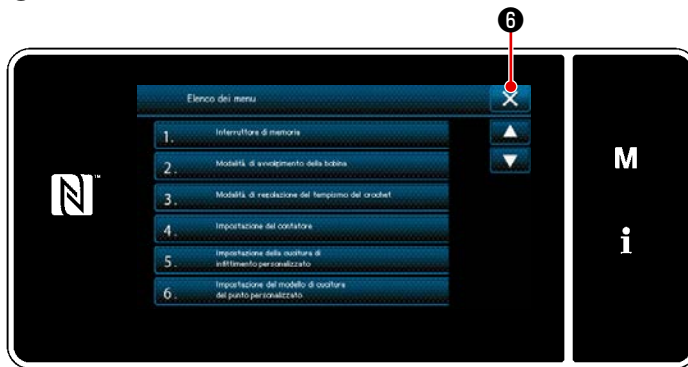 ❻
Elenco dei menu
1. Interruttore di memoria
2. Modalità di avvolgimento della bobina
3. Modalità di regolazione del tempismo del crochet
4. Impostazione del contatore
5. Impostazione della cucitura di
infittimento personalizzato
6. Impostazione del modello di cucitura
del punto personalizzato
M
i